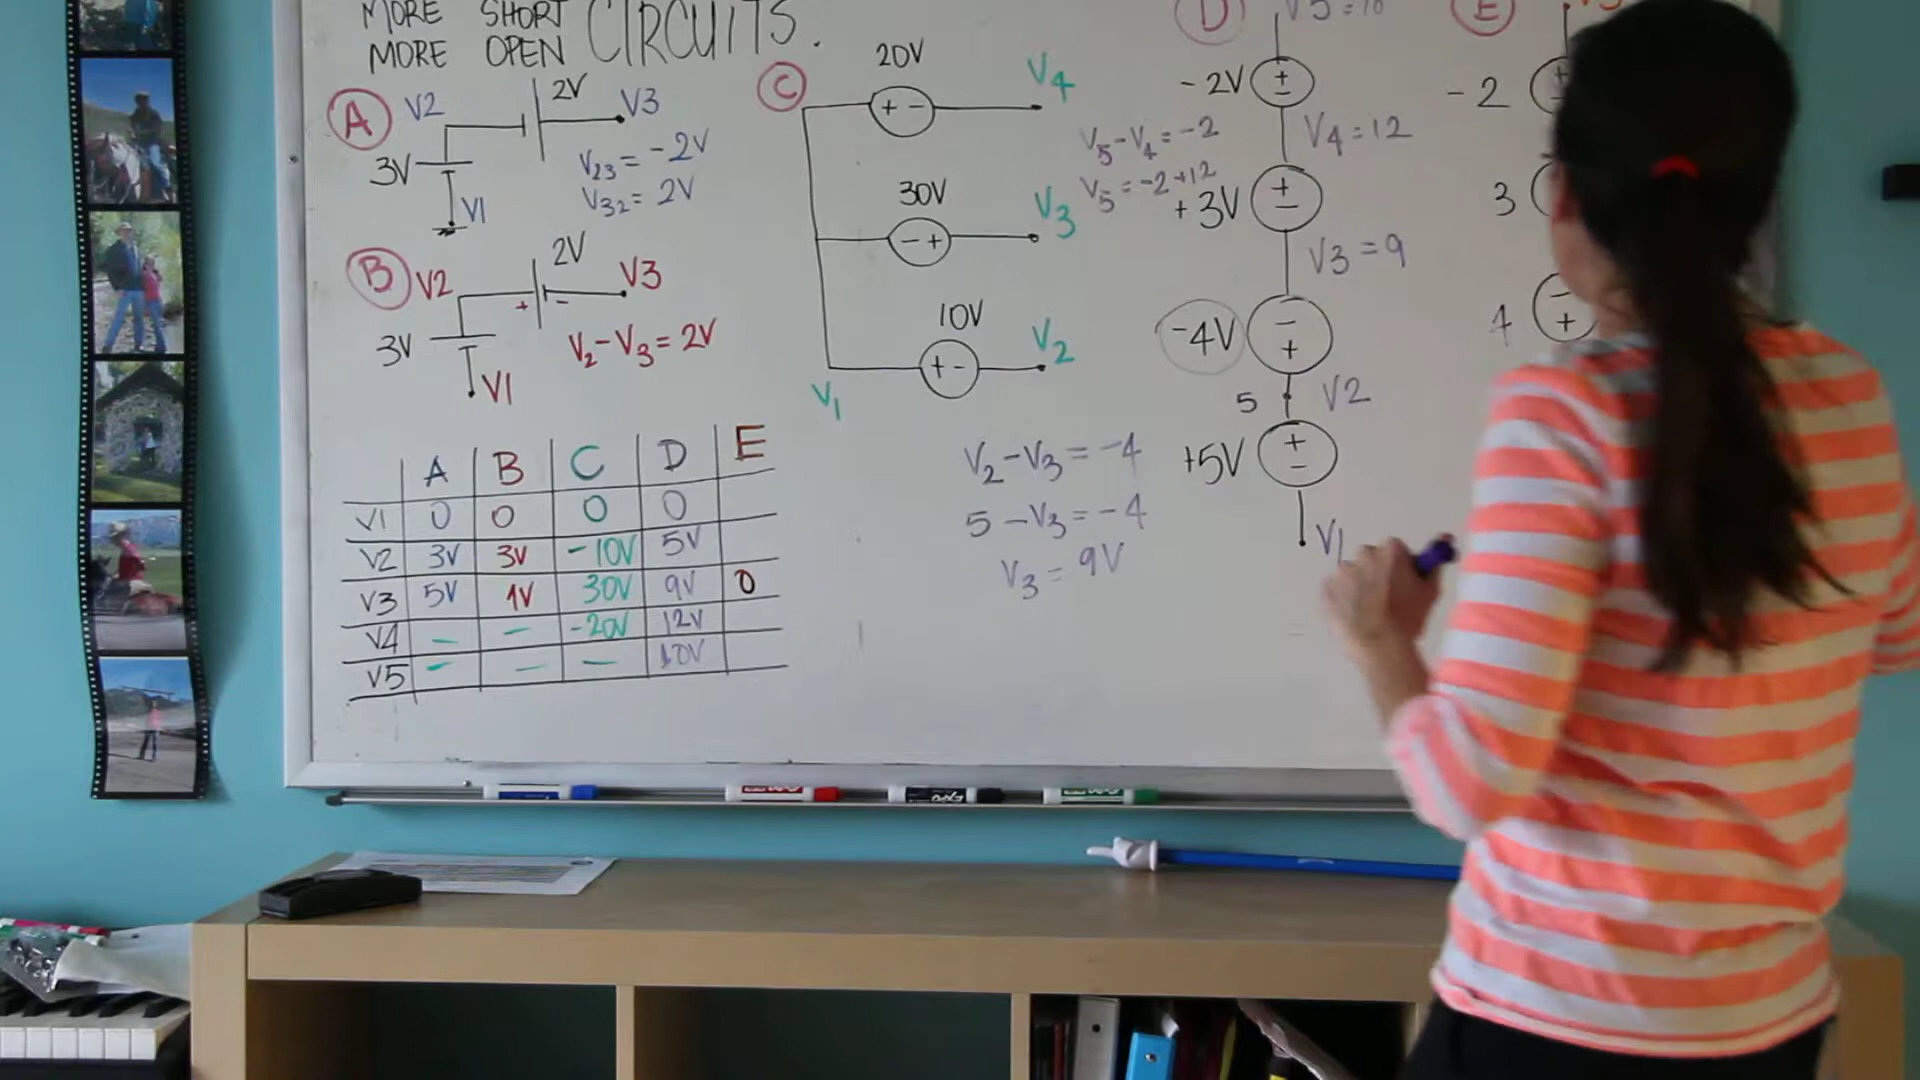 MORE SHORT
MORE OPEN CIRCUITS.
A
V2
2V
V3
3V
V1
V23 = -2V
V32 = 2V
B
V2
2V
V3
3V
+ -
V2-V3 = 2V
V1
C
20V
+ -
V4
30V
- +
V3
10V
+ -
V2
V1
D
V5=10
-2V
+
-
V4=12
V5-V4=-2
V5=-2+12
+3V
+
-
V3=9
-4V
-
+
5
V2
+5V
+
-
V1
V2-V3=-4
5-V3=-4
V3=9V
E
-2
+
3
4
-
+
A B C D E
V1 0 0 0 0
V2 3V 3V -10V 5V
V3 5V 1V 30V 9V 0
V4 - - -20V 12V
V5 - - - 10V